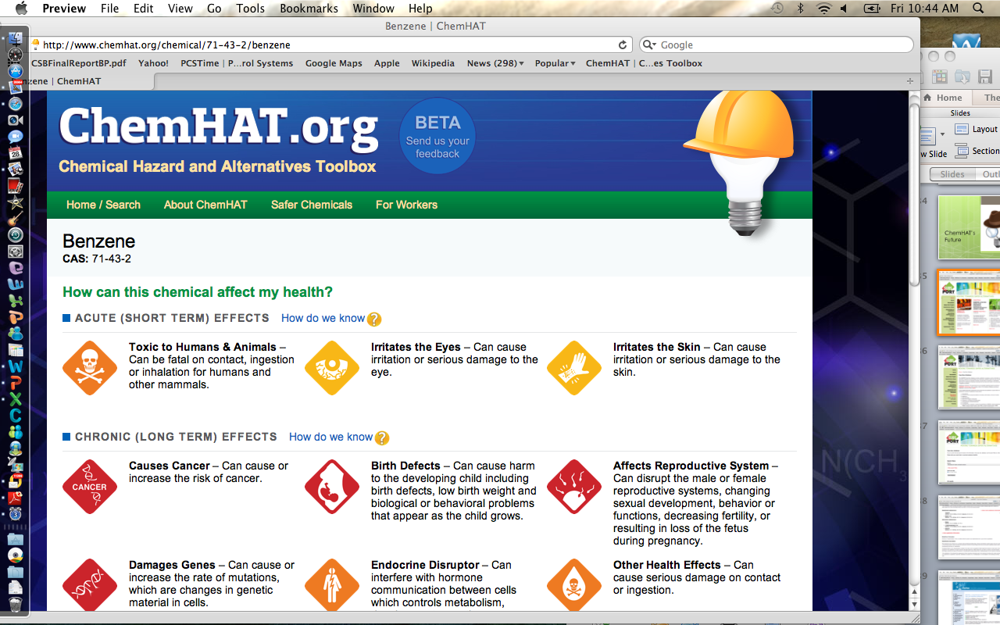 Preview File Edit View Go Tools Bookmarks Window Help Fri 10:44 AM
Benzene | ChemHAT
http://www.chemhat.org/chemical/71-43-2/benzene
Google
CSBFinalReportBP.pdf Yahoo! PCSTime | P...rol Systems Google Maps Apple Wikipedia News (298) Popular ChemHAT | C...es Toolbox
nzene | ChemHAT
ChemHAT.org
BETA
Send us your
feedback
Chemical Hazard and Alternatives Toolbox
Home / Search About ChemHAT Safer Chemicals For Workers
Benzene
CAS: 71-43-2
How can this chemical affect my health?
ACUTE (SHORT TERM) EFFECTS How do we know ?
Toxic to Humans & Animals –
Can be fatal on contact, ingestion
or inhalation for humans and
other mammals.
Irritates the Eyes – Can cause
irritation or serious damage to the
eye.
Irritates the Skin – Can cause
irritation or serious damage to the
skin.
CHRONIC (LONG TERM) EFFECTS How do we know ?
CANCER
Causes Cancer – Can cause or
increase the risk of cancer.
Birth Defects – Can cause harm
to the developing child including
birth defects, low birth weight and
biological or behavioral problems
that appear as the child grows.
Affects Reproductive System –
Can disrupt the male or female
reproductive systems, changing
sexual development, behavior or
functions, decreasing fertility, or
resulting in loss of the fetus
during pregnancy.
Damages Genes – Can cause or
increase the rate of mutations,
which are changes in genetic
material in cells.
Endocrine Disruptor – Can
interfere with hormone
communication between cells
which controls metabolism,
Other Health Effects – Can
cause serious damage on contact
or ingestion.
N(CH
3
Home The
Slides
Layout
w Slide
Section
Slides Outl
34
ChemHAT's
Future
35
36
37
38
39
28